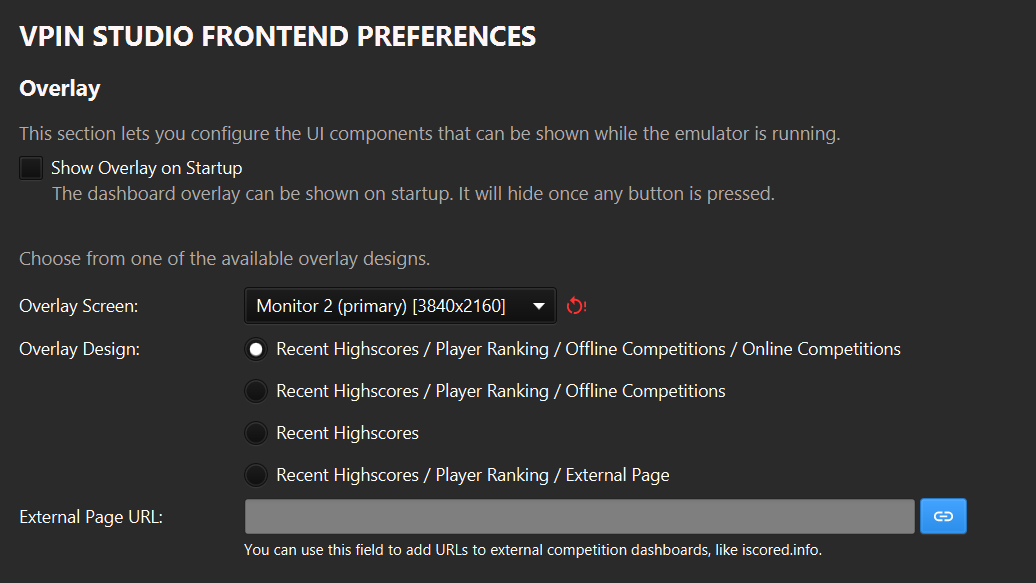 VPIN STUDIO FRONTEND PREFERENCES
Overlay
This section lets you configure the UI components that can be shown while the emulator is running.
Show Overlay on Startup
The dashboard overlay can be shown on startup. It will hide once any button is pressed.
Choose from one of the available overlay designs.
Overlay Screen: Monitor 2 (primary) [3840x2160]
Overlay Design: Recent Highscores / Player Ranking / Offline Competitions / Online Competitions
Recent Highscores / Player Ranking / Offline Competitions
Recent Highscores
Recent Highscores / Player Ranking / External Page
External Page URL:
You can use this field to add URLs to external competition dashboards, like iscored.info.